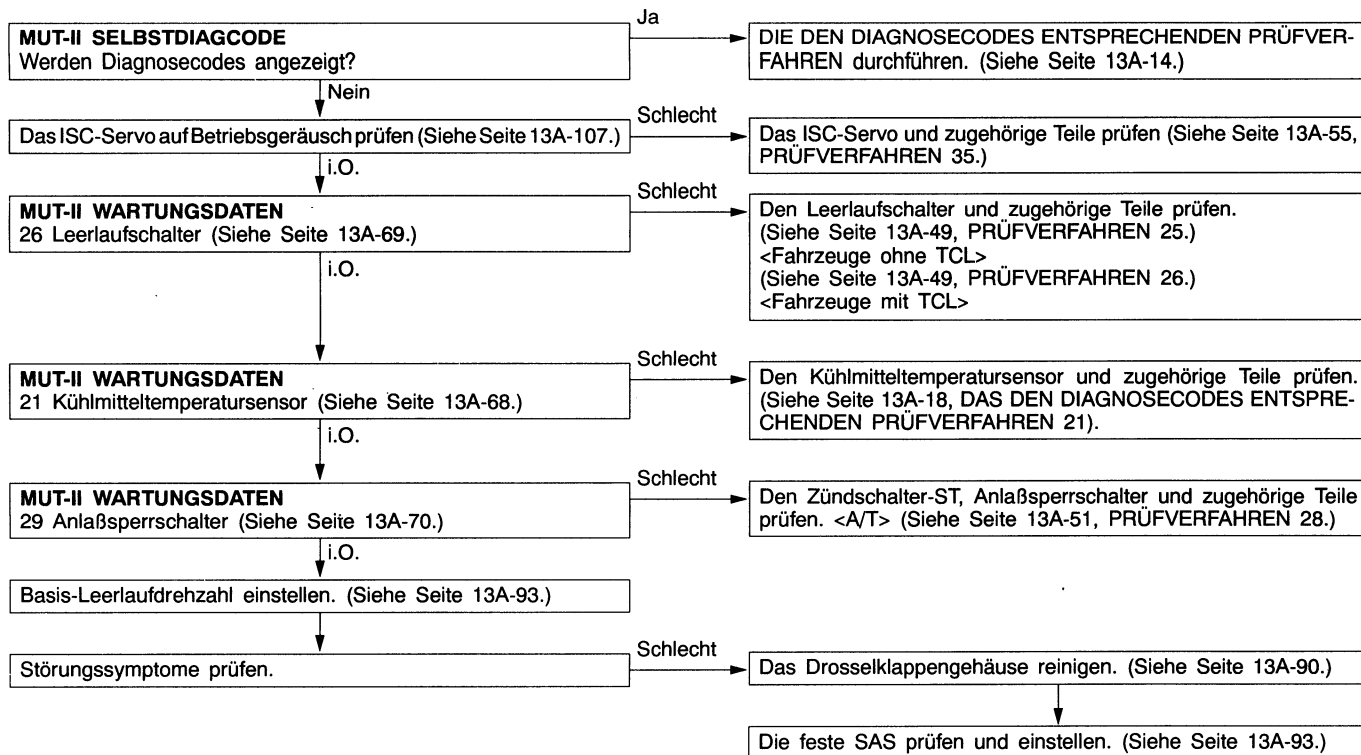 MUT-II SELBSTDIAGCODE
Werden Diagnosecodes angezeigt?
Ja
DIE DEN DIAGNOSECODES ENTSPRECHENDEN PRÜFVER-
FAHREN durchführen. (Siehe Seite 13A-14.)
Nein
Das ISC-Servo auf Betriebsgeräusch prüfen (Siehe Seite 13A-107.)
Schlecht
Das ISC-Servo und zugehörige Teile prüfen (Siehe Seite 13A-55,
PRÜFVERFAHREN 35.)
i.O.
MUT-II WARTUNGSDATEN
26 Leerlaufschalter (Siehe Seite 13A-69.)
Schlecht
Den Leerlaufschalter und zugehörige Teile prüfen.
(Siehe Seite 13A-49, PRÜFVERFAHREN 25.)
<Fahrzeuge ohne TCL>
(Siehe Seite 13A-49, PRÜFVERFAHREN 26.)
<Fahrzeuge mit TCL>
i.O.
MUT-II WARTUNGSDATEN
21 Kühlmitteltemperatursensor (Siehe Seite 13A-68.)
Schlecht
Den Kühlmitteltemperatursensor und zugehörige Teile prüfen.
(Siehe Seite 13A-18, DAS DEN DIAGNOSECODES ENTSPRE-
CHENDEN PRÜFVERFAHREN 21).
i.O.
MUT-II WARTUNGSDATEN
29 Anlaßsperrschalter (Siehe Seite 13A-70.)
Schlecht
Den Zündschalter-ST, Anlaßsperrschalter und zugehörige Teile
prüfen. <A/T> (Siehe Seite 13A-51, PRÜFVERFAHREN 28.)
i.O.
Basis-Leerlaufdrehzahl einstellen. (Siehe Seite 13A-93.)
Störungssymptome prüfen.
Schlecht
Das Drosselklappengehäuse reinigen. (Siehe Seite 13A-90.)
Die feste SAS prüfen und einstellen. (Siehe Seite 13A-93.)